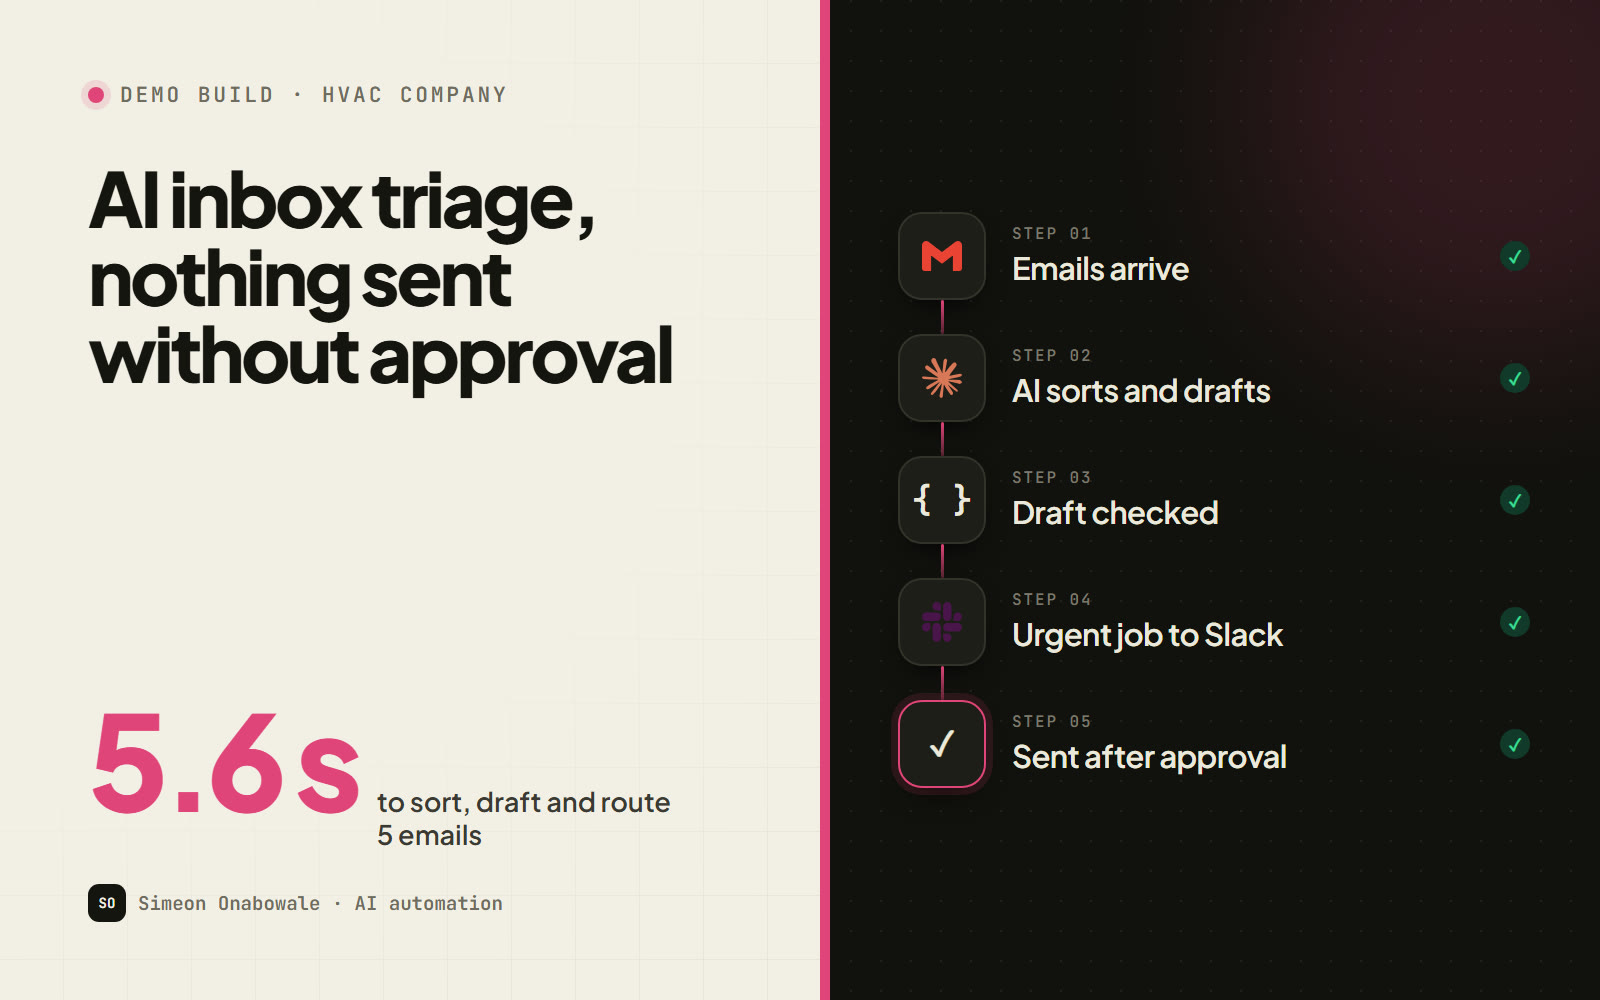 DEMO BUILD · HVAC COMPANY
AI inbox triage,
nothing sent
without approval
5.6s
to sort, draft and route
5 emails
SO
Simeon Onabowale · AI automation
STEP 01
Emails arrive
STEP 02
AI sorts and drafts
{ }
STEP 03
Draft checked
STEP 04
Urgent job to Slack
STEP 05
Sent after approval